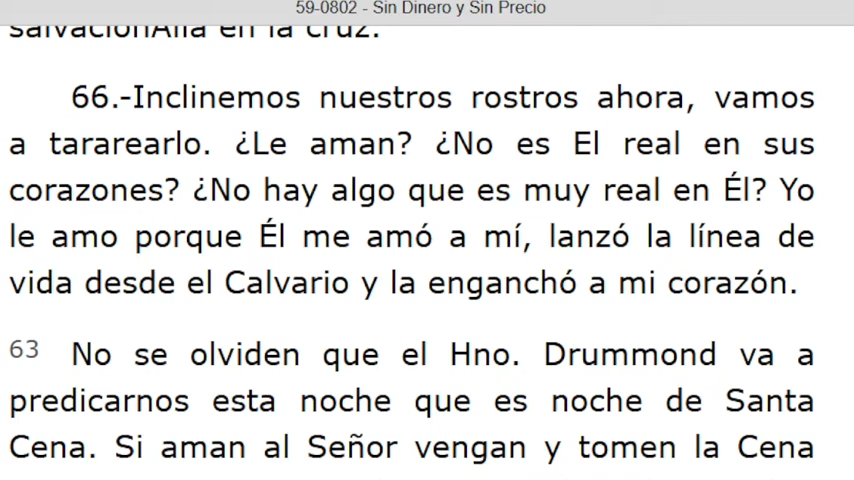 59-0802 - Sin Dinero y Sin Precio
salvaciónAllá en la cruz.
66.-Inclinemos nuestros rostros ahora, vamos
a tararearlo. ¿Le aman? ¿No es El real en sus
corazones? ¿No hay algo que es muy real en Él? Yo
le amo porque Él me amó a mí, lanzó la línea de
vida desde el Calvario y la enganchó a mi corazón.
63 No se olviden que el Hno. Drummond va a
predicarnos esta noche que es noche de Santa
Cena. Si aman al Señor vengan y tomen la Cena